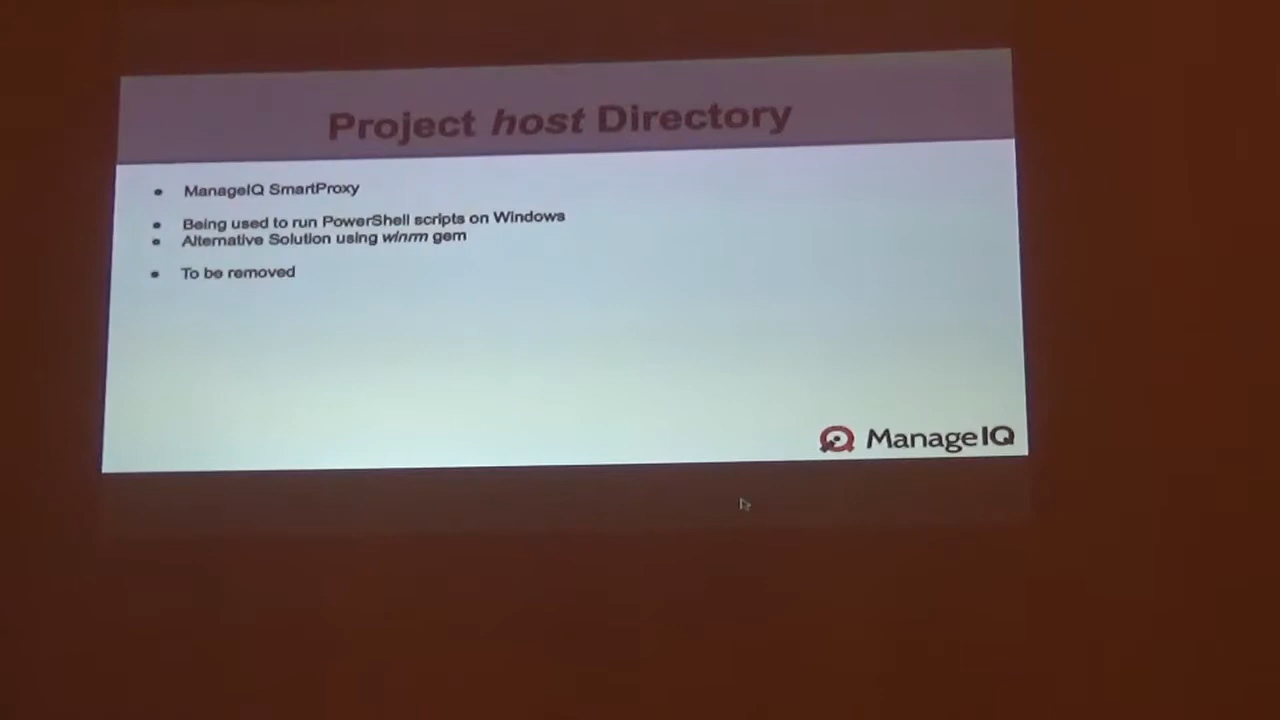 Project host Directory
ManageIQ SmartProxy
Being used to run PowerShell scripts on Windows
Alternative Solution using winrm gem
To be removed
ManageIQ